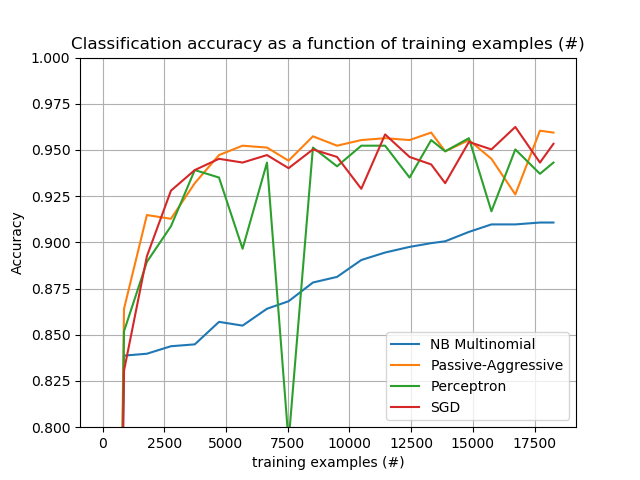 Classification accuracy as a function of training examples (#)
1.000
0.975
0.950
0.925
0.900
0.875
0.850
0.825
0.800
Accuracy
NB Multinomial
Passive-Aggressive
Perceptron
SGD
0 2500 5000 7500 10000 12500 15000 17500
training examples (#)